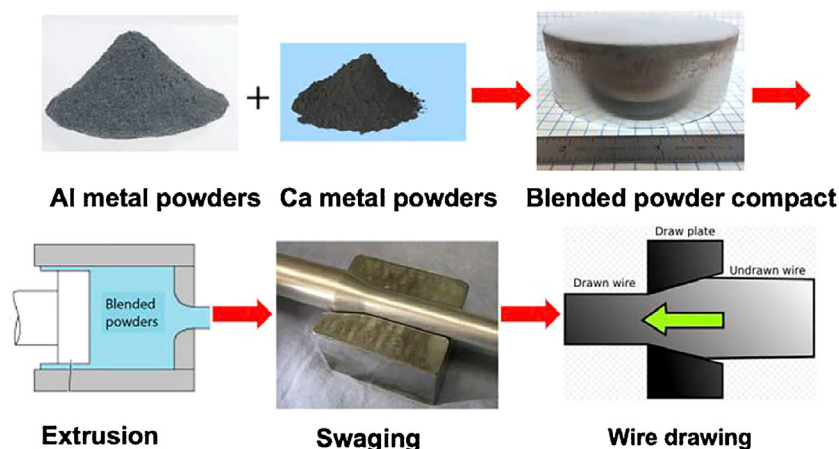 +
Al metal powders Ca metal powders Blended powder compact
Blended
powders
Draw plate
Drawn wire
Undrawn wire
Extrusion
Swaging
Wire drawing